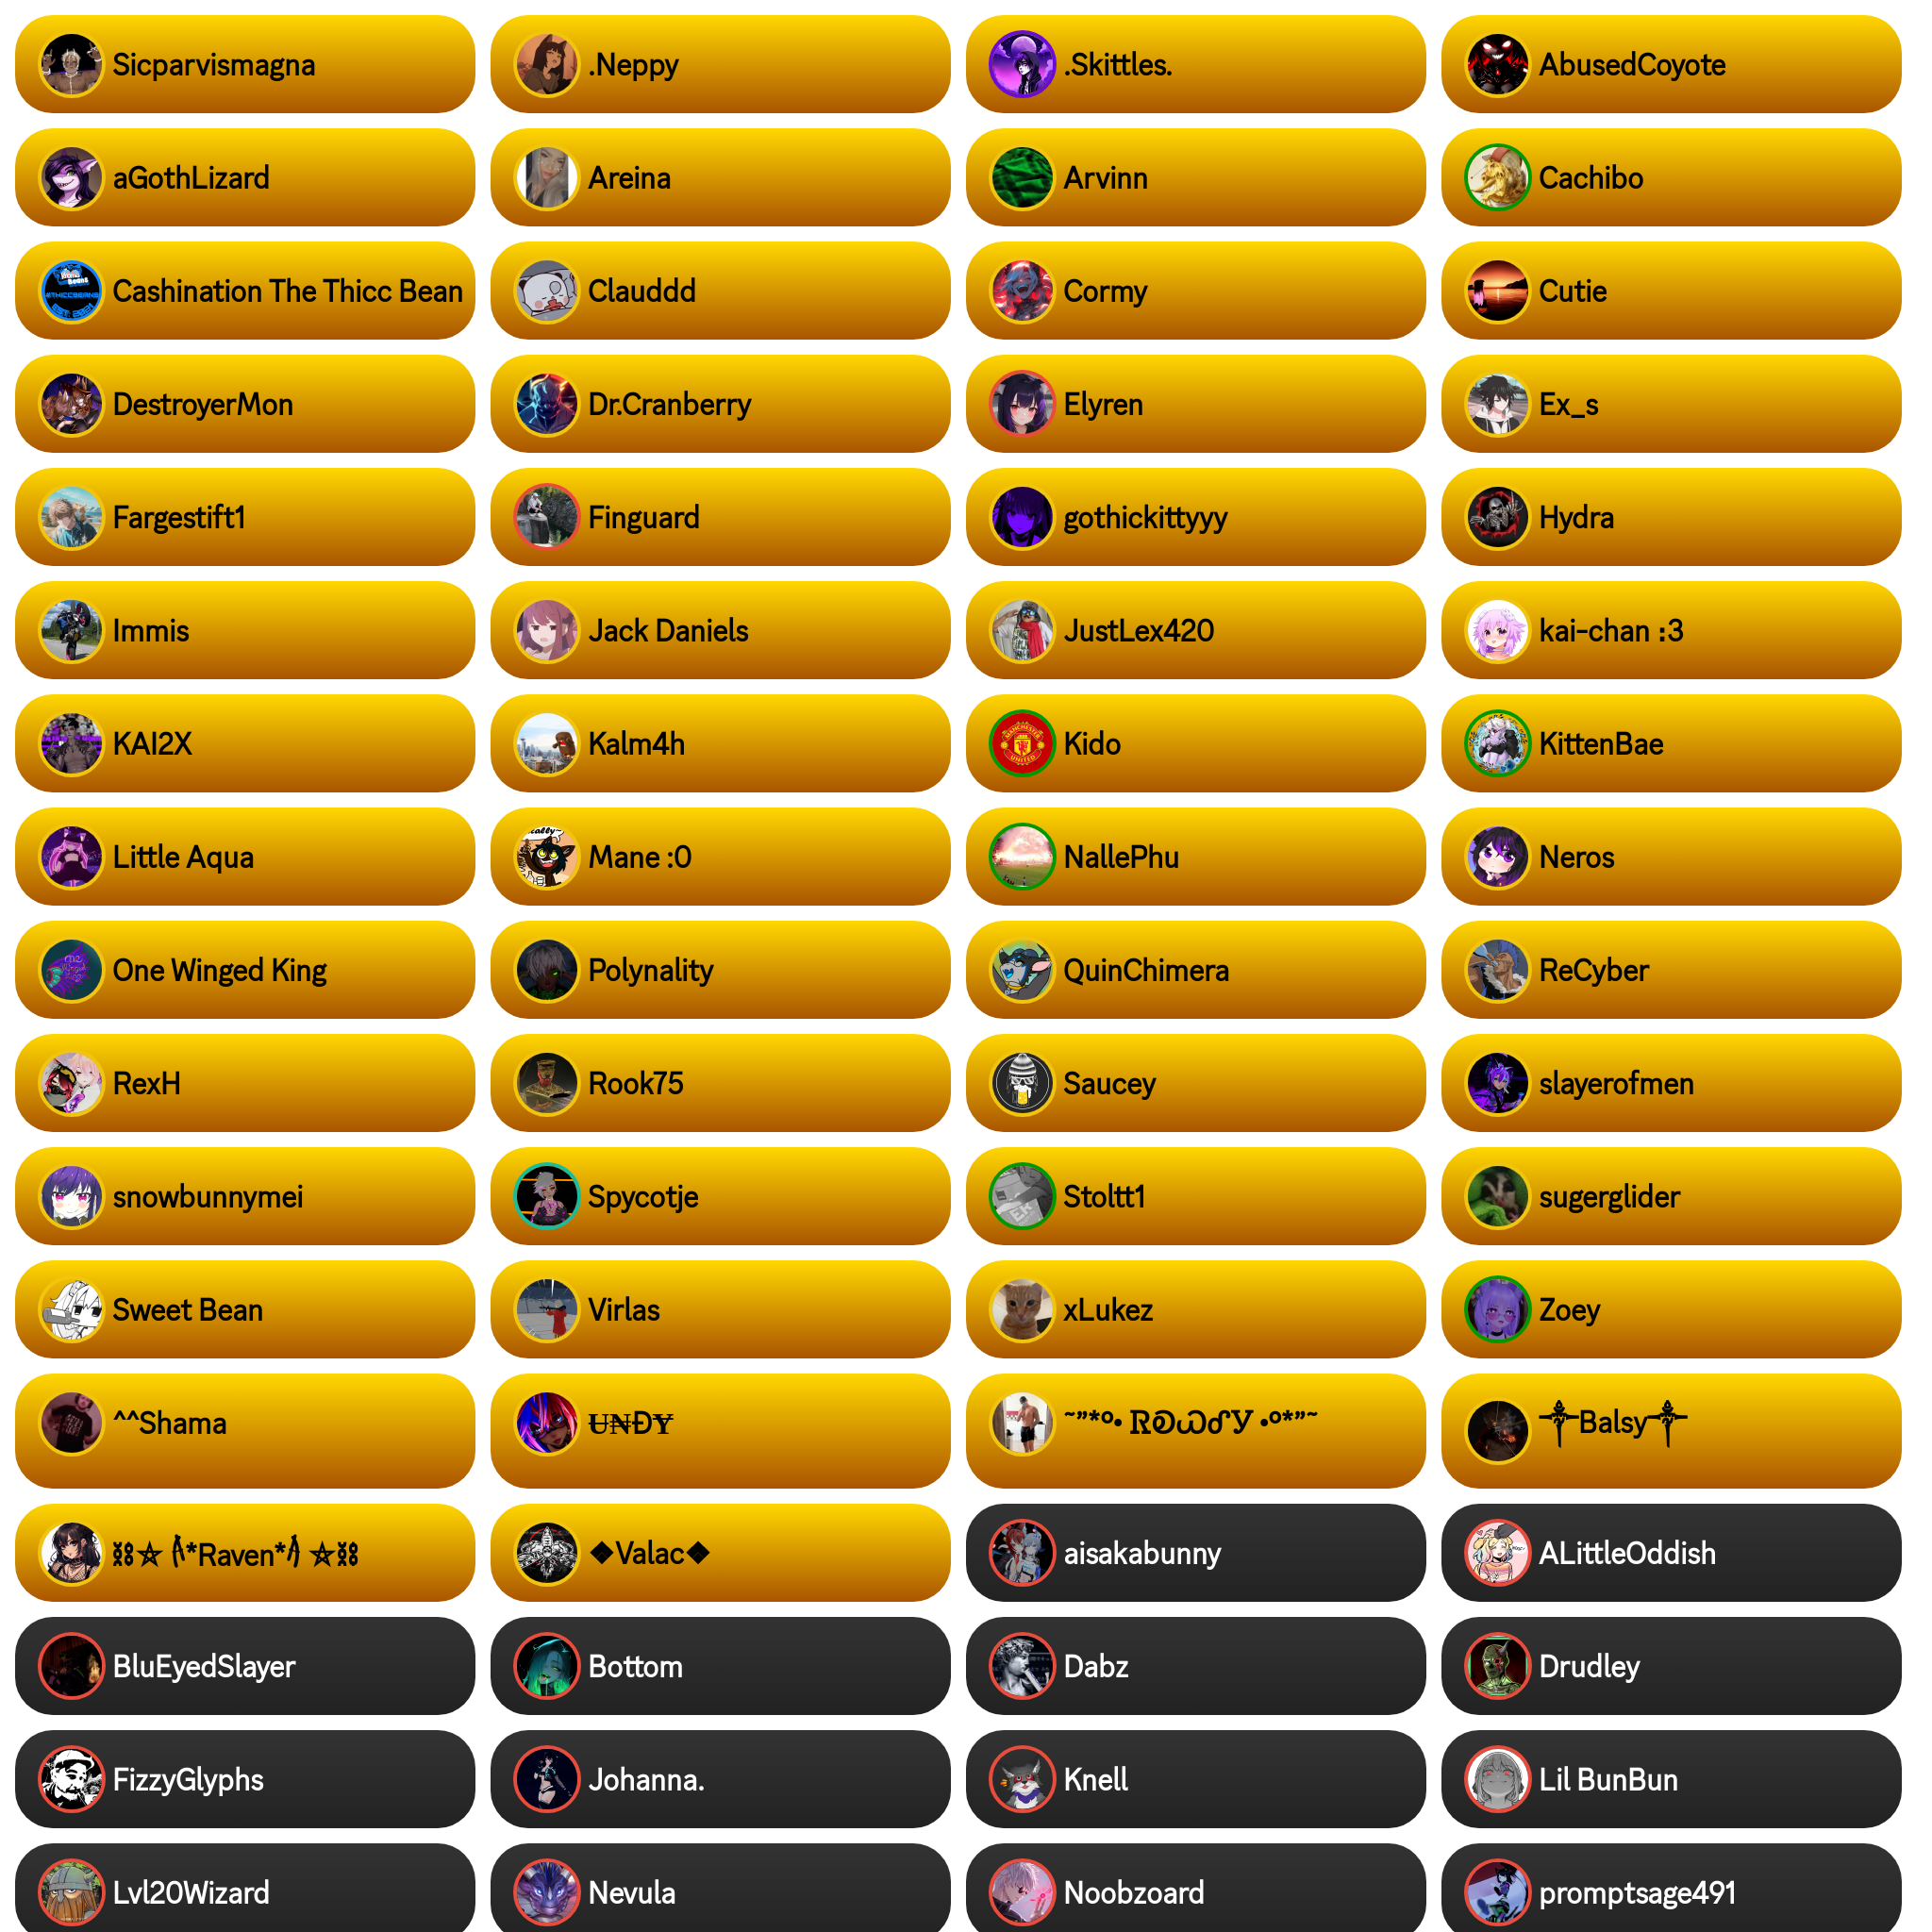 Sicparvismagna
.Neppy
.Skittles.
AbusedCoyote
aGothLizard
Areina
Arvinn
Cachibo
Cashination The Thicc Bean
Clauddd
Cormy
Cutie
DestroyerMon
Dr.Cranberry
Elyren
Ex_s
Fargestift1
Finguard
gothickittyyy
Hydra
Immis
Jack Daniels
JustLex420
kai-chan :3
KAI2X
Kalm4h
MANCHESTER
UNITED
Kido
KittenBae
Little Aqua
Mane :0
NallePhu
Neros
One Winged King
Polynality
QuinChimera
ReCyber
RexH
Rook75
Saucey
slayerofmen
snowbunnymei
Spycotje
Stoltt1
sugerglider
Sweet Bean
Virlas
xLukez
Zoey
^^Shama
Ʉ₦ĐɎ
~”*°•
•°*”~
Balsy
*Raven*
◆Valac◆
aisakabunny
ALittleOddish
BluEyedSlayer
Bottom
Dabz
Drudley
FizzyGlyphs
Johanna.
Knell
Lil BunBun
Lvl20Wizard
Nevula
Noobzoard
promptsage491